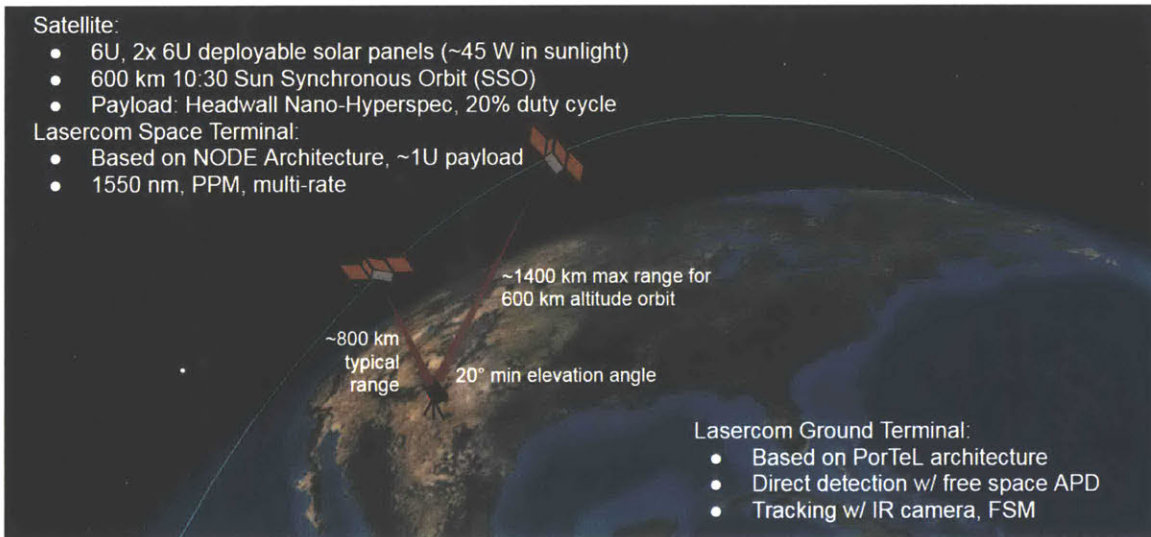 Satellite:
● 6U, 2x 6U deployable solar panels (~45 W in sunlight)
● 600 km 10:30 Sun Synchronous Orbit (SSO)
● Payload: Headwall Nano-Hyperspec, 20% duty cycle
Lasercom Space Terminal:
● Based on NODE Architecture, ~1U payload
● 1550 nm, PPM, multi-rate
~1400 km max range for
600 km altitude orbit
~800 km
typical
range
20° min elevation angle
Lasercom Ground Terminal:
● Based on PorTeL architecture
● Direct detection w/ free space APD
● Tracking w/ IR camera, FSM